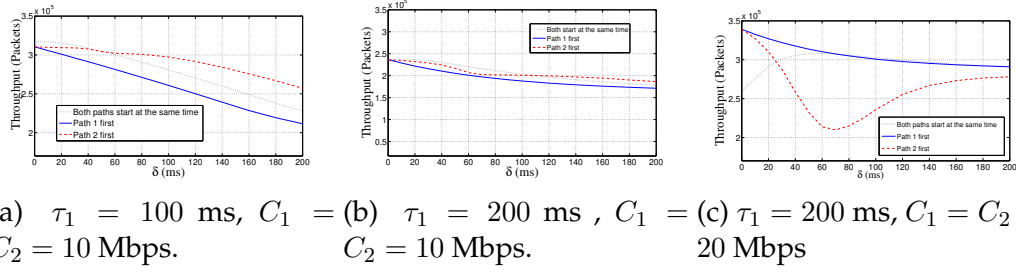 x 10^5
x 10^5
x 10^5
Throughput (Packets)
3.5
3
2.5
2
Both paths start at the same time
Path 1 first
Path 2 first
0 20 40 60 80 100 120 140 160 180 200
δ (ms)
Throughput (Packets)
3.5
3
2.5
2
1.5
1
0.5
Both start at the same time
Path 1 first
Path 2 first
0 20 40 60 80 100 120 140 160 180 200
δ (ms)
Throughput (Packets)
3.5
3
2.5
2
Both paths start at the same time
Path 1 first
Path 2 first
0 20 40 60 80 100 120 140 160 180 200
δ (ms)
a) τ₁ = 100 ms, C₁ = (b) τ₁ = 200 ms , C₁ = (c) τ₁ = 200 ms, C₁ = C₂
C₂ = 10 Mbps. C₂ = 10 Mbps. 20 Mbps